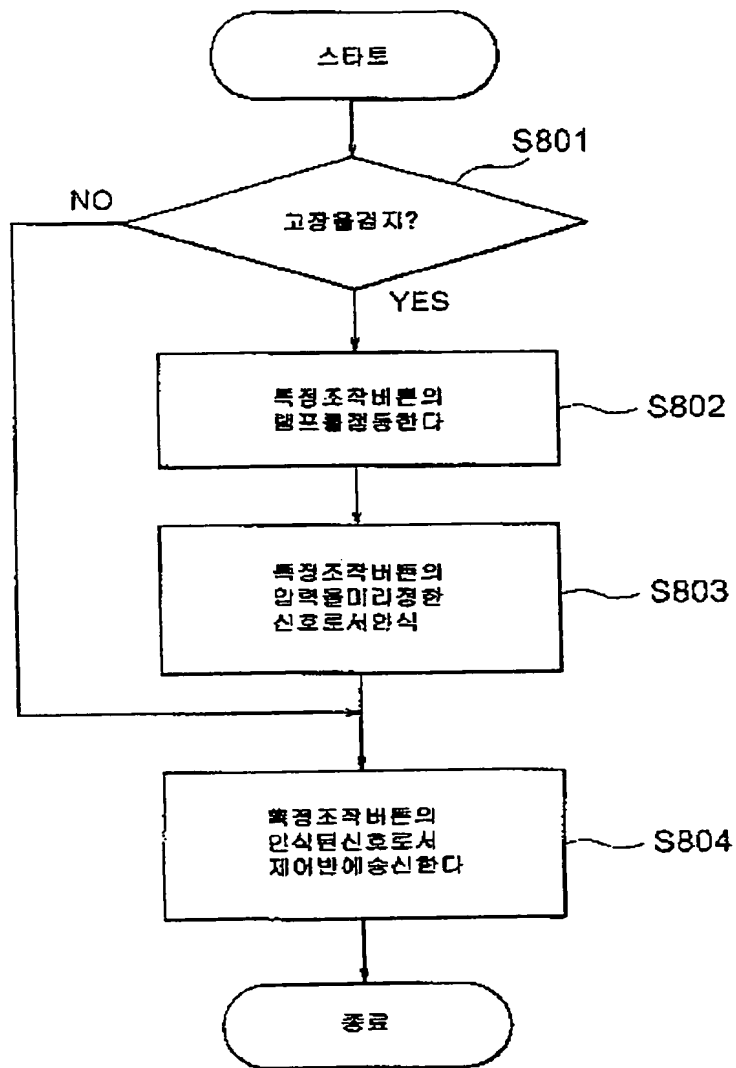 스타토
S801
NO
고장을검지?
YES
특정조작버튼의
램프를점등한다
S802
특정조작버튼의
입력을미리정한
신호로서인식
S803
특정조작버튼의
인식된신호로서
제어반에송신한다
S804
종료